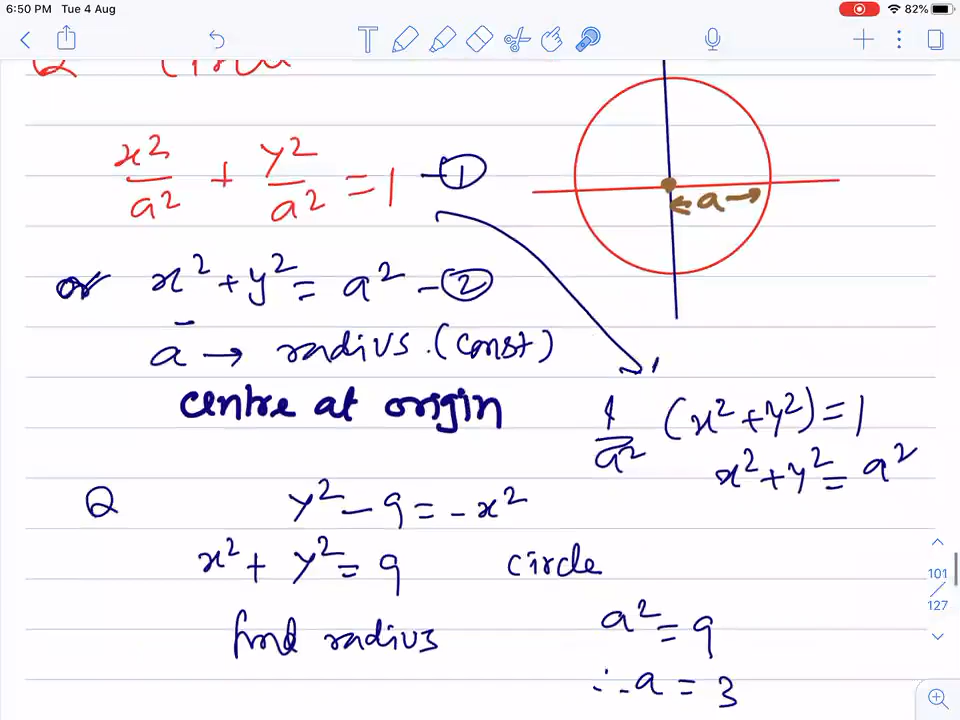 6:50 PM Tue 4 Aug 82%
x²/a² + y²/a² = 1 - ①
a
or x² + y² = a² - ②
a → radius. (const)
centre at origin
1/a² (x² + y²) = 1
x² + y² = a²
Q y² - 9 = - x²
x² + y² = 9 circle
find radius
a² = 9
∴ a = 3
101
127